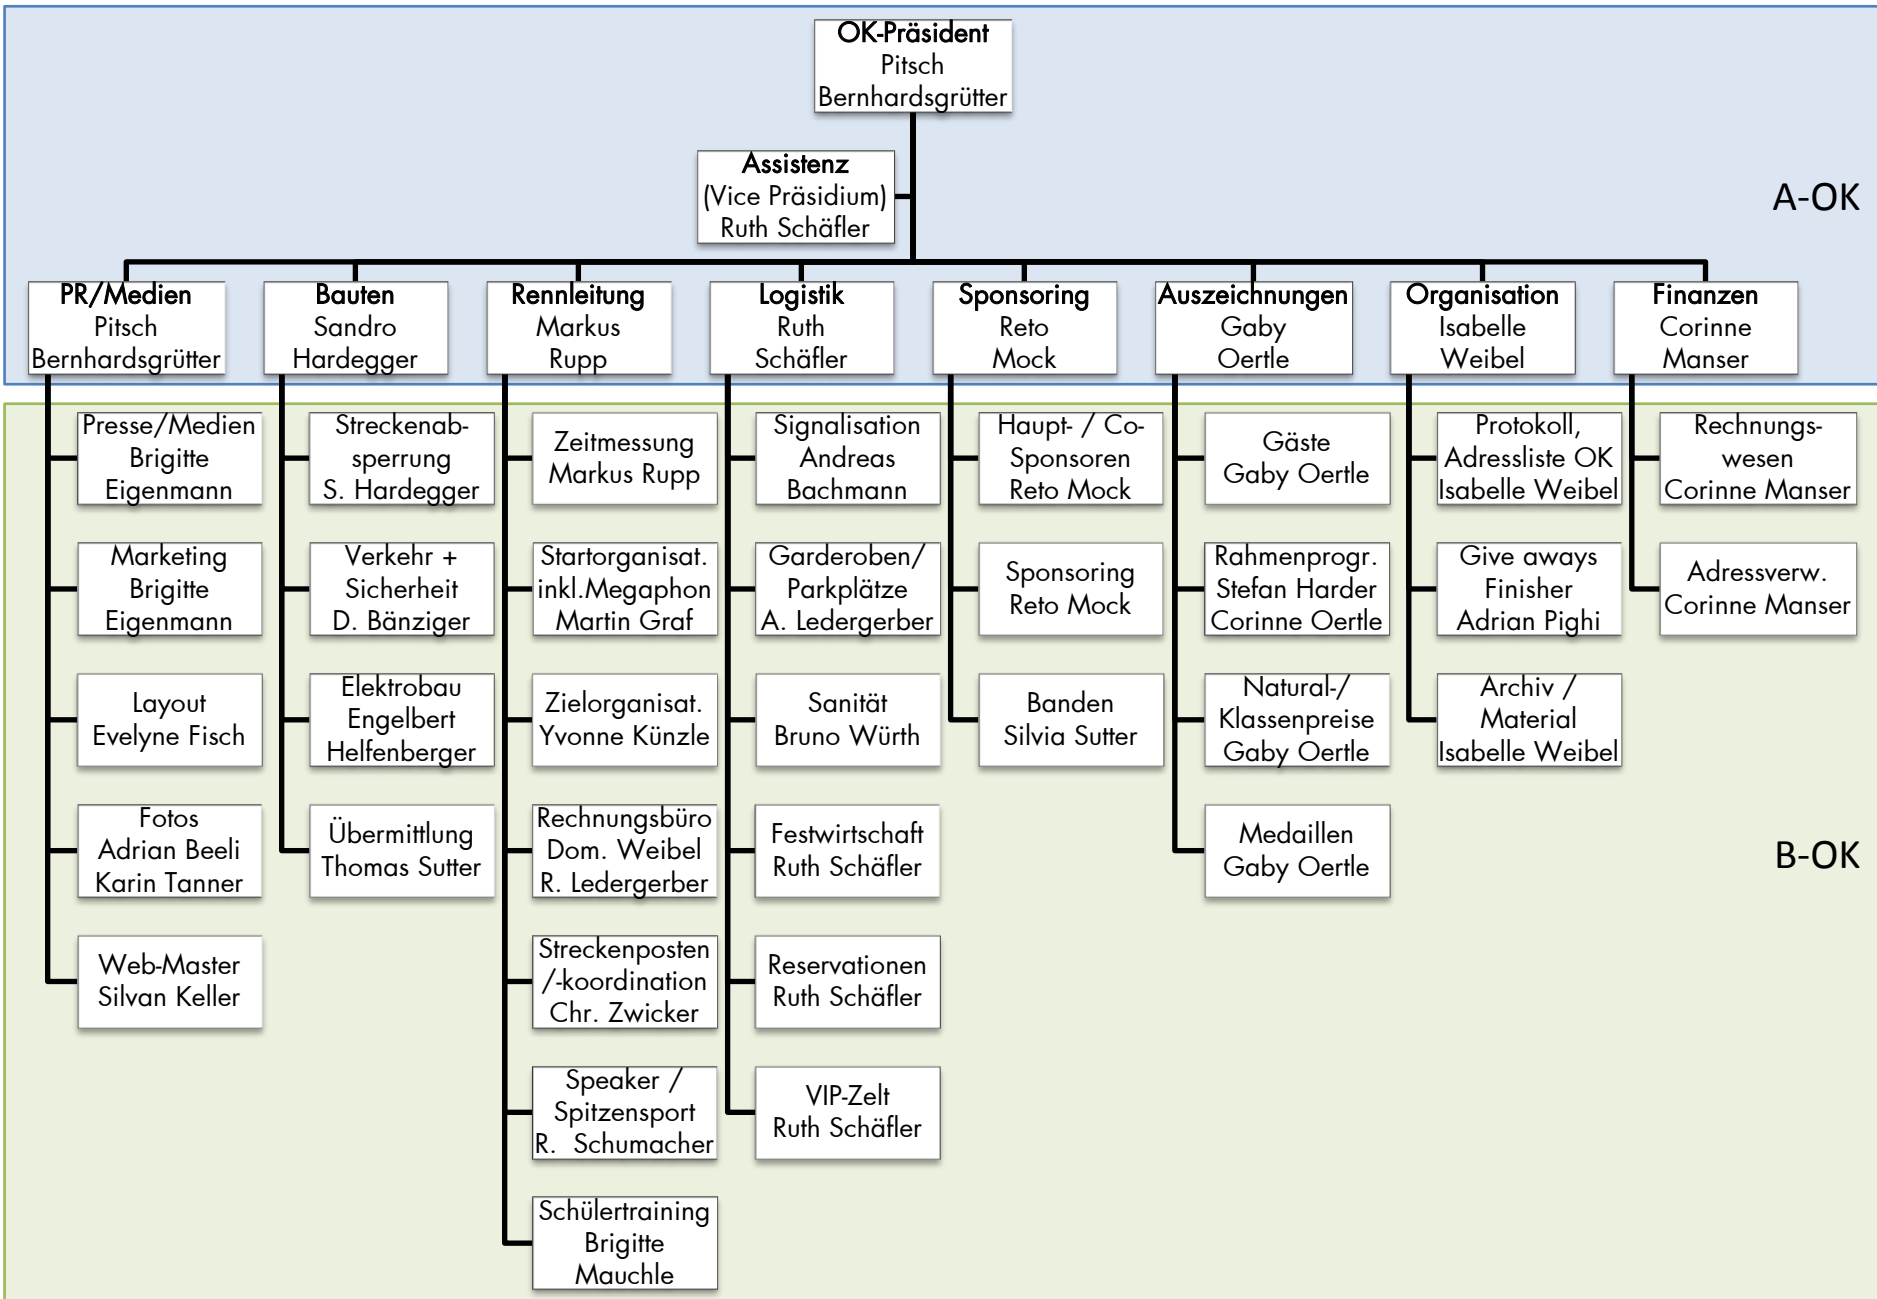 OK-Präsident
Pitsch
Bernhardsgrütter
Assistenz
(Vice Präsidium)
Ruth Schäfler
A-OK
PR/Medien
Pitsch
Bernhardsgrütter
Bauten
Sandro
Hardegger
Rennleitung
Markus
Rupp
Logistik
Ruth
Schäfler
Sponsoring
Reto
Mock
Auszeichnungen
Gaby
Oertle
Organisation
Isabelle
Weibel
Finanzen
Corinne
Manser
Presse/Medien
Brigitte
Eigenmann
Marketing
Brigitte
Eigenmann
Layout
Evelyne Fisch
Fotos
Adrian Beeli
Karin Tanner
Web-Master
Silvan Keller
Streckenab-
sperrung
S. Hardegger
Verkehr +
Sicherheit
D. Bänziger
Elektrobau
Engelbert
Helfenberger
Übermittlung
Thomas Sutter
Zeitmessung
Markus Rupp
Startorganisat.
inkl.Megaphon
Martin Graf
Zielorganisat.
Yvonne Künzle
Rechnungsbüro
Dom. Weibel
R. Ledergerber
Streckenposten
/-koordination
Chr. Zwicker
Speaker /
Spitzensport
R. Schumacher
Schülertraining
Brigitte
Mauchle
Signalisation
Andreas
Bachmann
Garderoben/
Parkplätze
A. Ledergerber
Sanität
Bruno Würth
Festwirtschaft
Ruth Schäfler
Reservationen
Ruth Schäfler
VIP-Zelt
Ruth Schäfler
Haupt- / Co-
Sponsoren
Reto Mock
Sponsoring
Reto Mock
Banden
Silvia Sutter
Gäste
Gaby Oertle
Rahmenprogr.
Stefan Harder
Corinne Oertle
Natural-/
Klassenpreise
Gaby Oertle
Medaillen
Gaby Oertle
Protokoll,
Adressliste OK
Isabelle Weibel
Give aways
Finisher
Adrian Pighi
Archiv /
Material
Isabelle Weibel
Rechnungs-
wesen
Corinne Manser
Adressverw.
Corinne Manser
B-OK